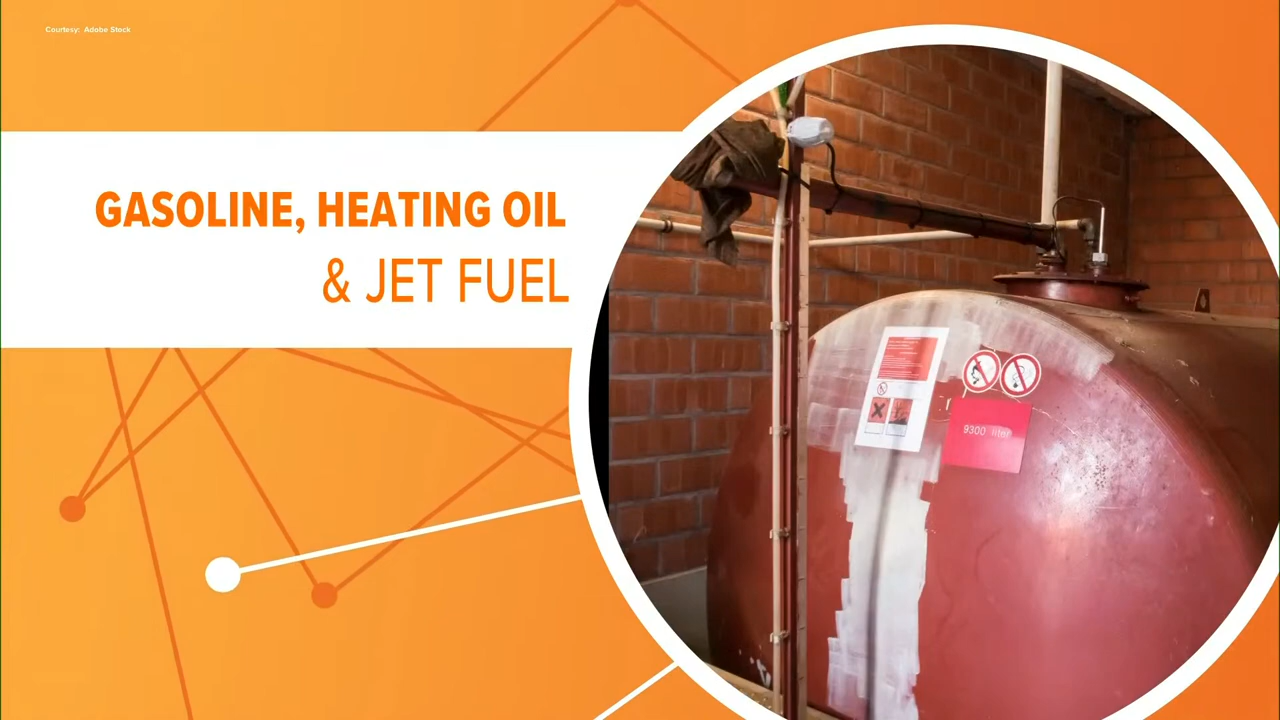 Courtesy: Adobe Stock
GASOLINE, HEATING OIL
& JET FUEL
9300 liter